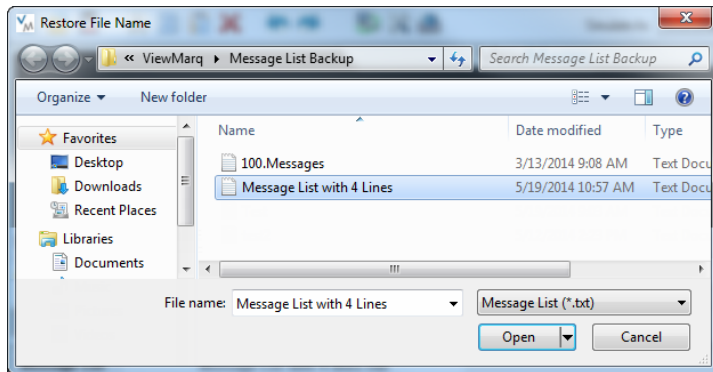 VM Restore File Name
« ViewMarq Message List Backup Search Message List Backup
Organize New folder
Favorites
Desktop
Downloads
Recent Places
Libraries
Documents
Name Date modified Type
100.Messages 3/13/2014 9:08 AM Text Docu
Message List with 4 Lines 5/19/2014 10:57 AM Text Docu
File name: Message List with 4 Lines Message List (*.txt)
Open Cancel